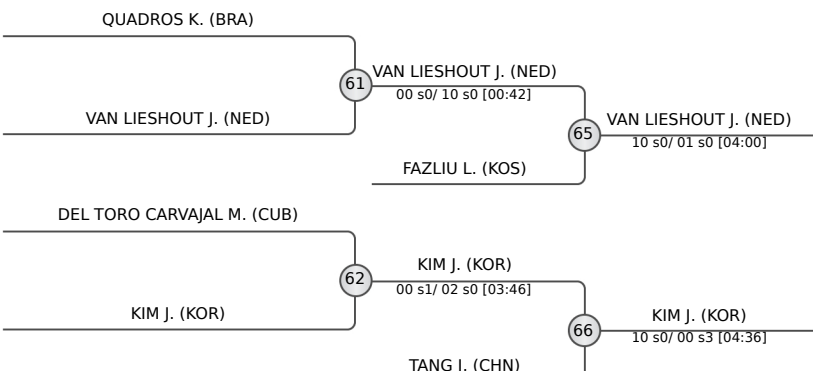 QUADROS K. (BRA)
61
VAN LIESHOUT J. (NED)
00 s0/ 10 s0 [00:42]
VAN LIESHOUT J. (NED)
65
VAN LIESHOUT J. (NED)
10 s0/ 01 s0 [04:00]
FAZLIU L. (KOS)
DEL TORO CARVAJAL M. (CUB)
62
KIM J. (KOR)
00 s1/ 02 s0 [03:46]
KIM J. (KOR)
66
KIM J. (KOR)
10 s0/ 00 s3 [04:36]
TANG J. (CHN)